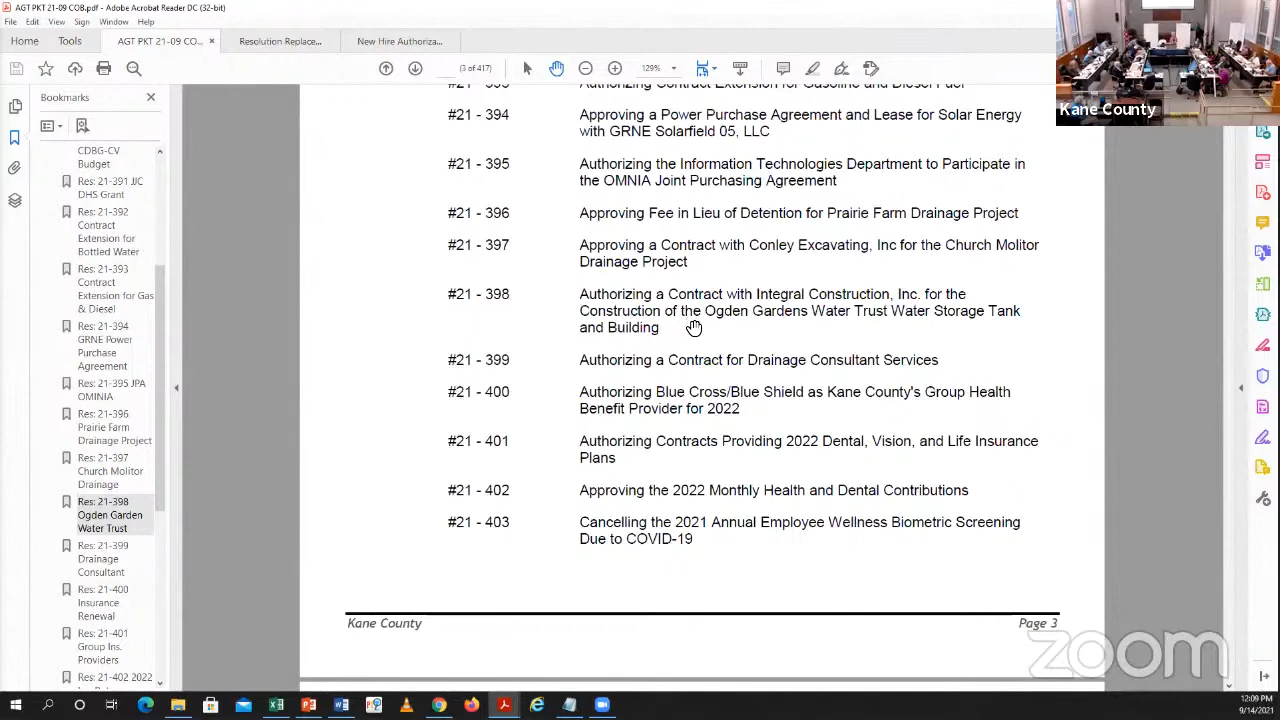 AGT PKT 21-09 COB.pdf - Adobe Acrobat Reader DC (32-bit)
File Edit View Sign Window Help
Home Tools AGT PKT 21-09 CO... × Resolution Replace... New Hire Authoriza...
(3 of 417) 129%
Kane County
Bookmarks
CDBG-CV
Budget
Res: 21-391 JJC
DHS Grant
Res: 21-392
Contract
Extension for
Bottled Water
Res: 21-393
Contract
Extension for Gas
& Diesel
Res: 21-394
GRNE Power
Purchase
Agreement
Res: 21-395 JPA
OMINIA
Res: 21-396
Prairie Farm
Drainage Project
Res: 21-397
Church Molitor
Drainage
Res: 21-398
Ogden Garden
Water Trust
Res: 21-399
Drainage
Consultant
Res: 21-400
Insurance
Renewal
Res: 21-401
Group Ins.
Providers
Res: 21-402 2022
Authorizing Contract Extension for Gasoline and Diesel Fuel
#21 - 394 Approving a Power Purchase Agreement and Lease for Solar Energy
with GRNE Solarfield 05, LLC
#21 - 395 Authorizing the Information Technologies Department to Participate in
the OMNIA Joint Purchasing Agreement
#21 - 396 Approving Fee in Lieu of Detention for Prairie Farm Drainage Project
#21 - 397 Approving a Contract with Conley Excavating, Inc for the Church Molitor
Drainage Project
#21 - 398 Authorizing a Contract with Integral Construction, Inc. for the
Construction of the Ogden Gardens Water Trust Water Storage Tank
and Building
#21 - 399 Authorizing a Contract for Drainage Consultant Services
#21 - 400 Authorizing Blue Cross/Blue Shield as Kane County's Group Health
Benefit Provider for 2022
#21 - 401 Authorizing Contracts Providing 2022 Dental, Vision, and Life Insurance
Plans
#21 - 402 Approving the 2022 Monthly Health and Dental Contributions
#21 - 403 Cancelling the 2021 Annual Employee Wellness Biometric Screening
Due to COVID-19
Kane County Page 3
zoom
12:09 PM
9/14/2021